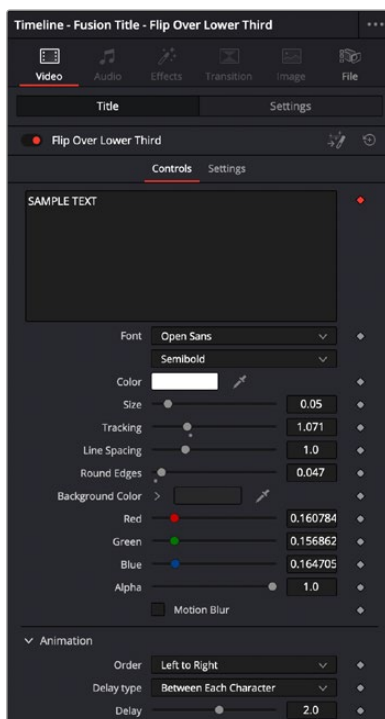 Timeline - Fusion Title - Flip Over Lower Third
Video Audio Effects Transition Image File
Title Settings
Flip Over Lower Third
Controls Settings
SAMPLE TEXT
Font Open Sans
Semibold
Color
Size 0.05
Tracking 1.071
Line Spacing 1.0
Round Edges 0.047
Background Color
Red 0.160784
Green 0.156862
Blue 0.164705
Alpha 1.0
Motion Blur
Animation
Order Left to Right
Delay type Between Each Character
Delay 2.0